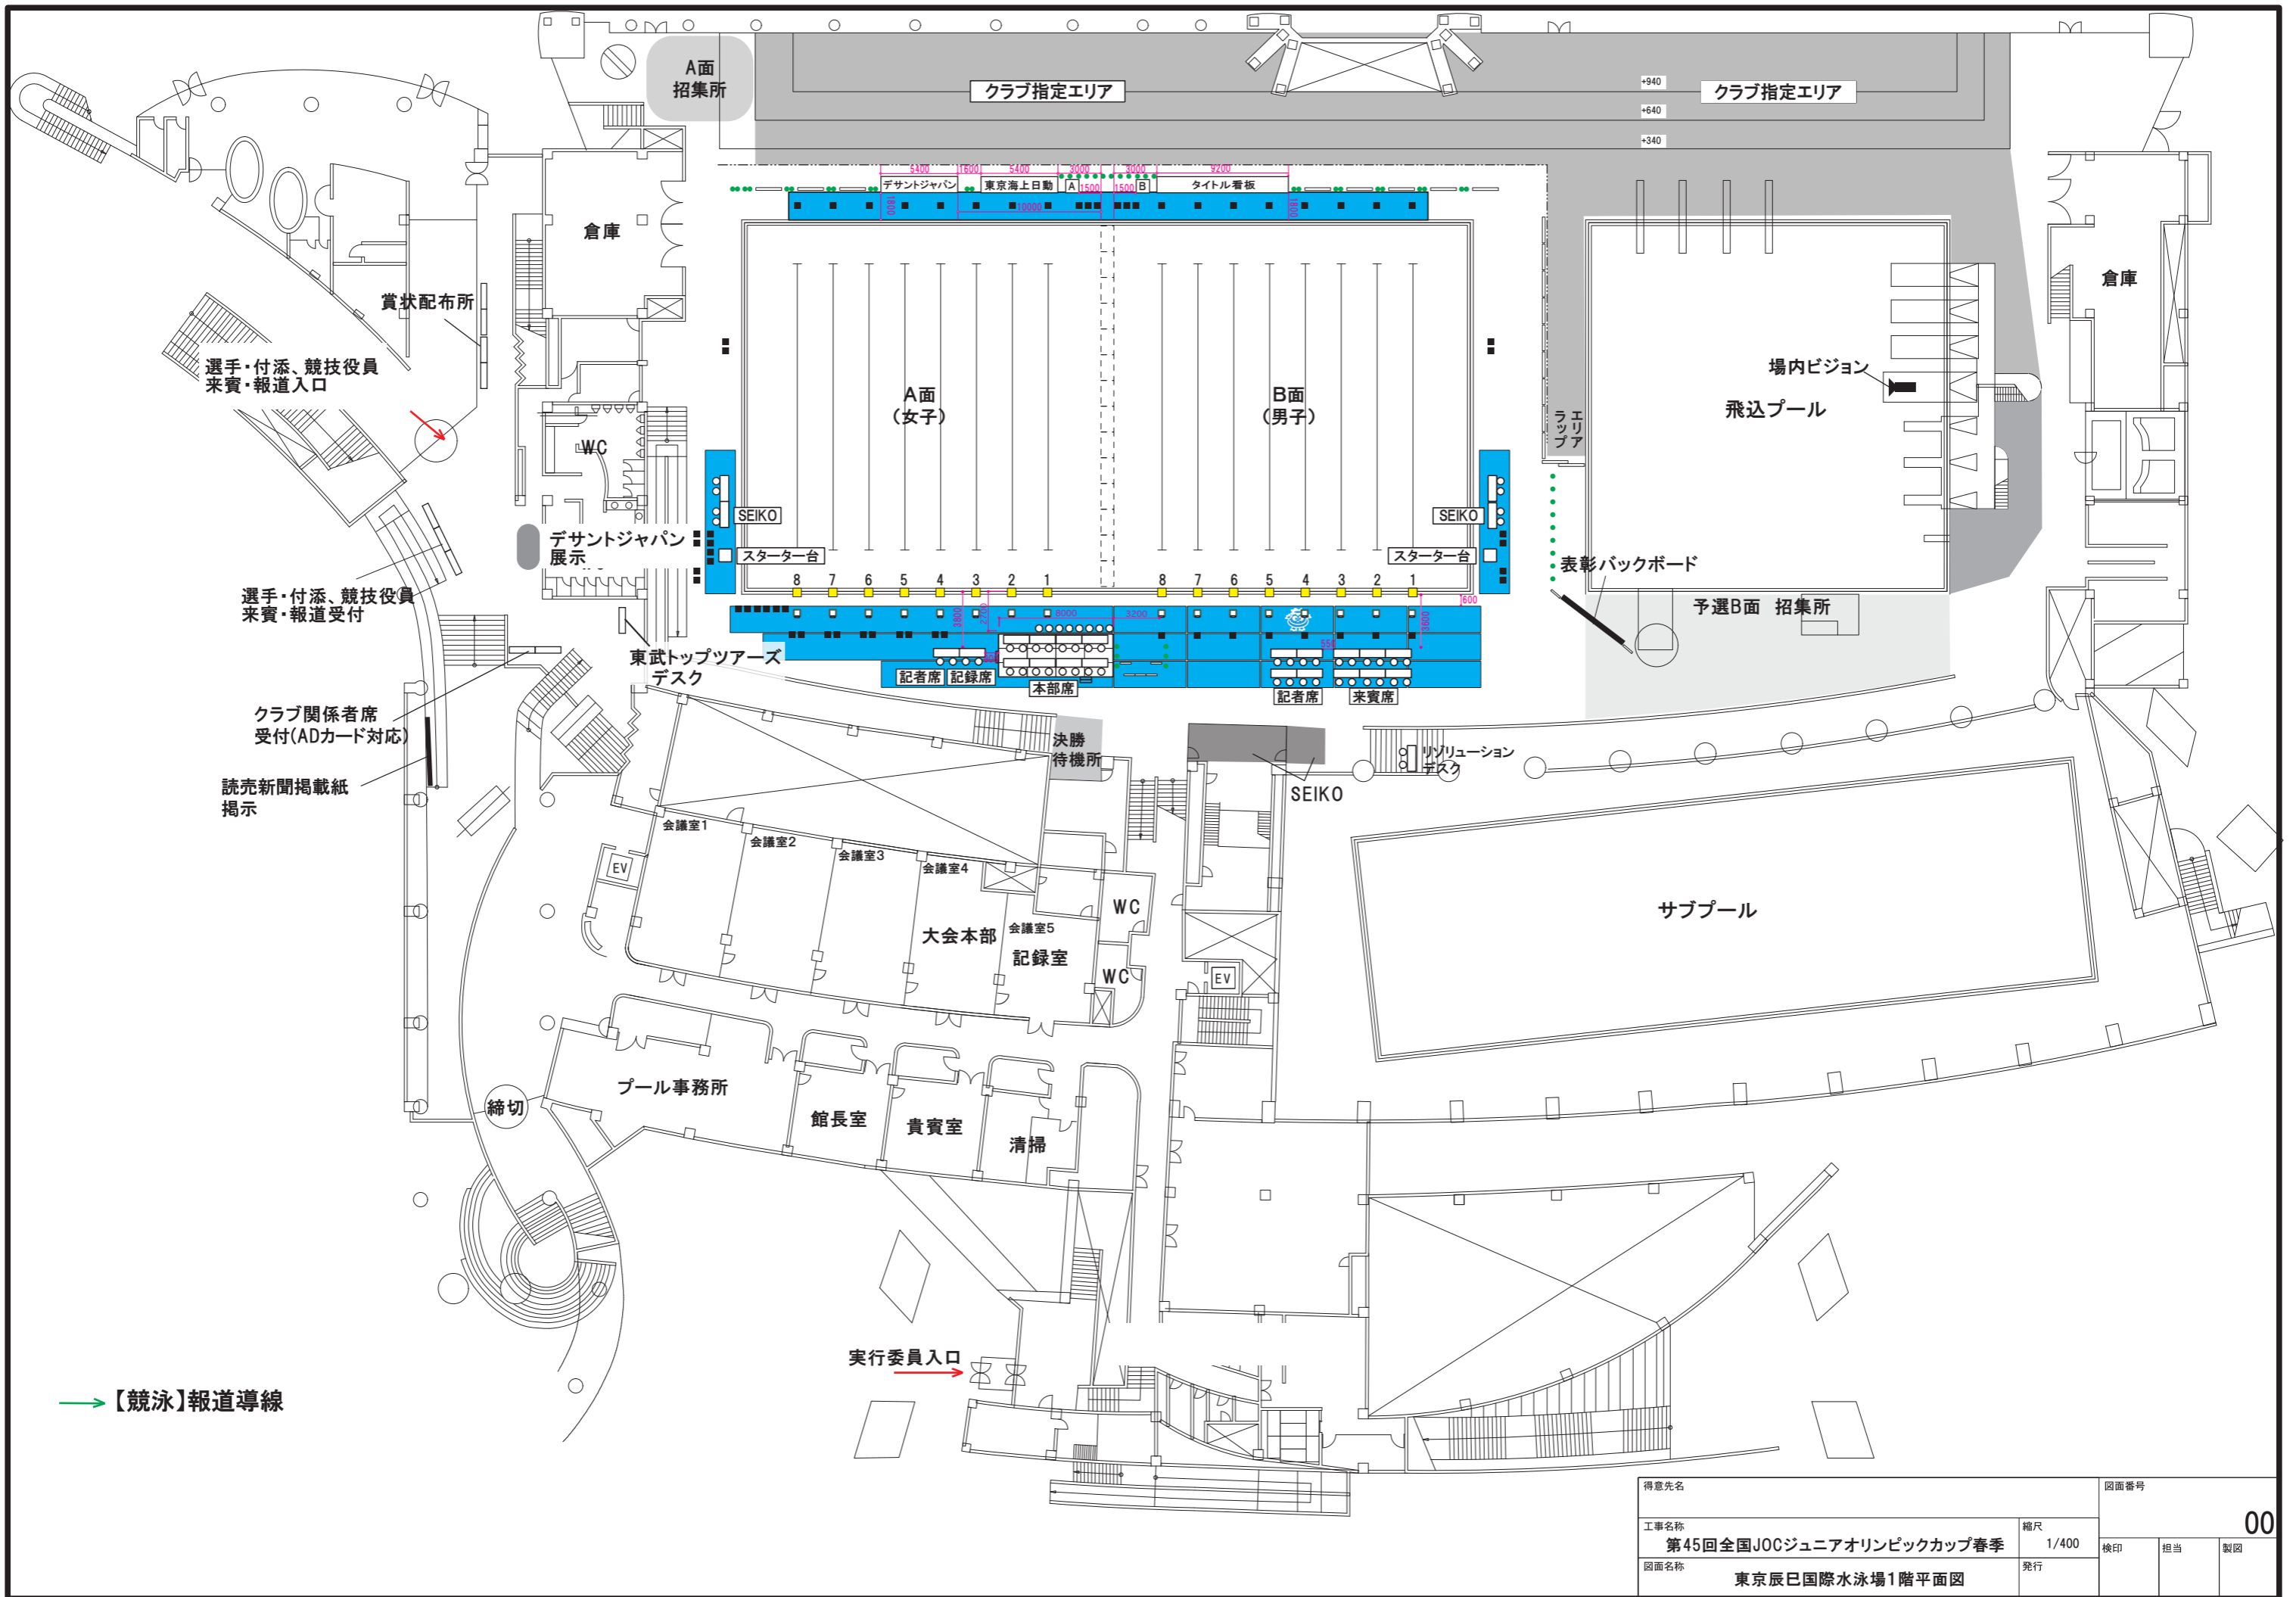 A面
招集所
クラブ指定エリア
クラブ指定エリア
+940
+640
+340
5400
1600
5400
3000
3000
9200
デサントジャパン
東京海上日動
A
1500
1500
B
タイトル看板
1800
10000
1800
倉庫
倉庫
賞状配布所
選手・付添、競技役員
来賓・報道入口
A面
(女子)
B面
(男子)
エリア
ラップ
場内ビジョン
飛込プール
WC
SEIKO
SEIKO
デサントジャパン
展示
スターター台
スターター台
表彰バックボード
8 7 6 5 4 3 2 1
8 7 6 5 4 3 2 1
選手・付添、競技役員
来賓・報道受付
予選B面 招集所
600
3800
2700
8000
3200
3600
550
東武トップツアーズ
デスク
記者席
記録席
本部席
記者席
来賓席
クラブ関係者席
受付(ADカード対応)
決勝
待機所
リゾリューション
デスク
SEIKO
読売新聞掲載紙
掲示
会議室1
会議室2
会議室3
会議室4
会議室5
EV
大会本部
記録室
WC
WC
EV
サブプール
プール事務所
締切
館長室
貴賓室
清掃
実行委員入口
【競泳】報道導線
得意先名
図面番号
00
工事名称
第45回全国JOCジュニアオリンピックカップ春季
縮尺
1/400
検印
担当
製図
図面名称
東京辰巳国際水泳場1階平面図
発行